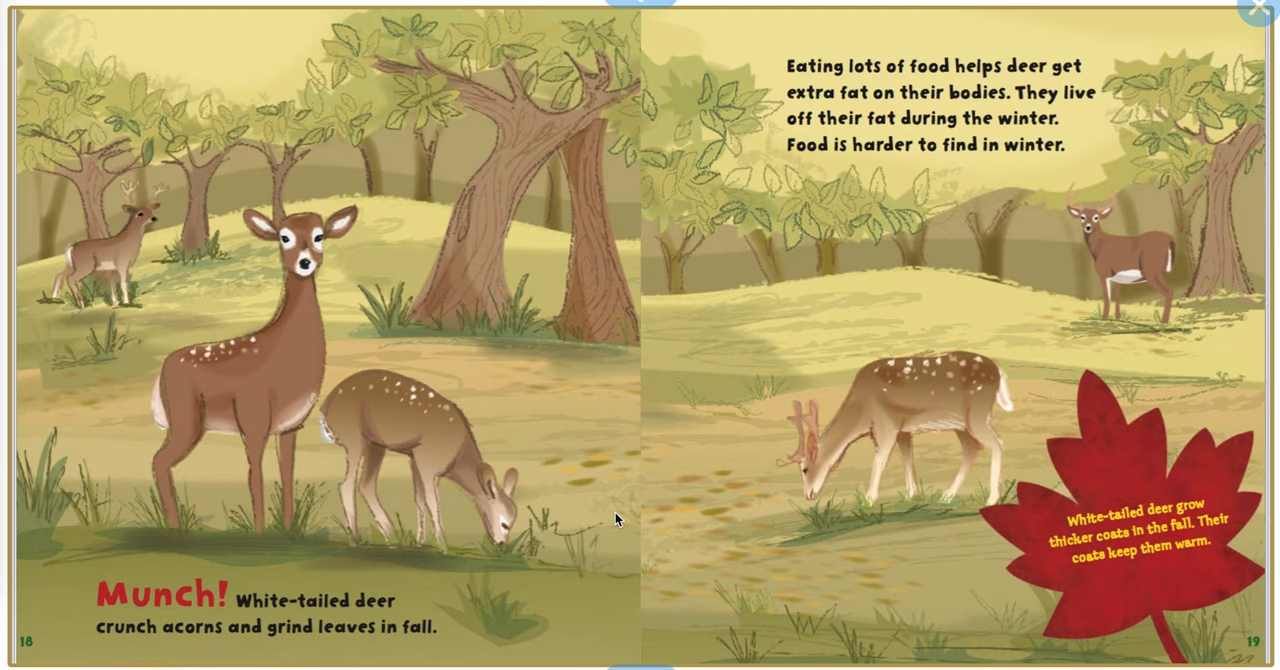 Munch! White-tailed deer
crunch acorns and grind leaves in fall.
18
Eating lots of food helps deer get
extra fat on their bodies. They live
off their fat during the winter.
Food is harder to find in winter.
White-tailed deer grow
thicker coats in the fall. Their
coats keep them warm.
19